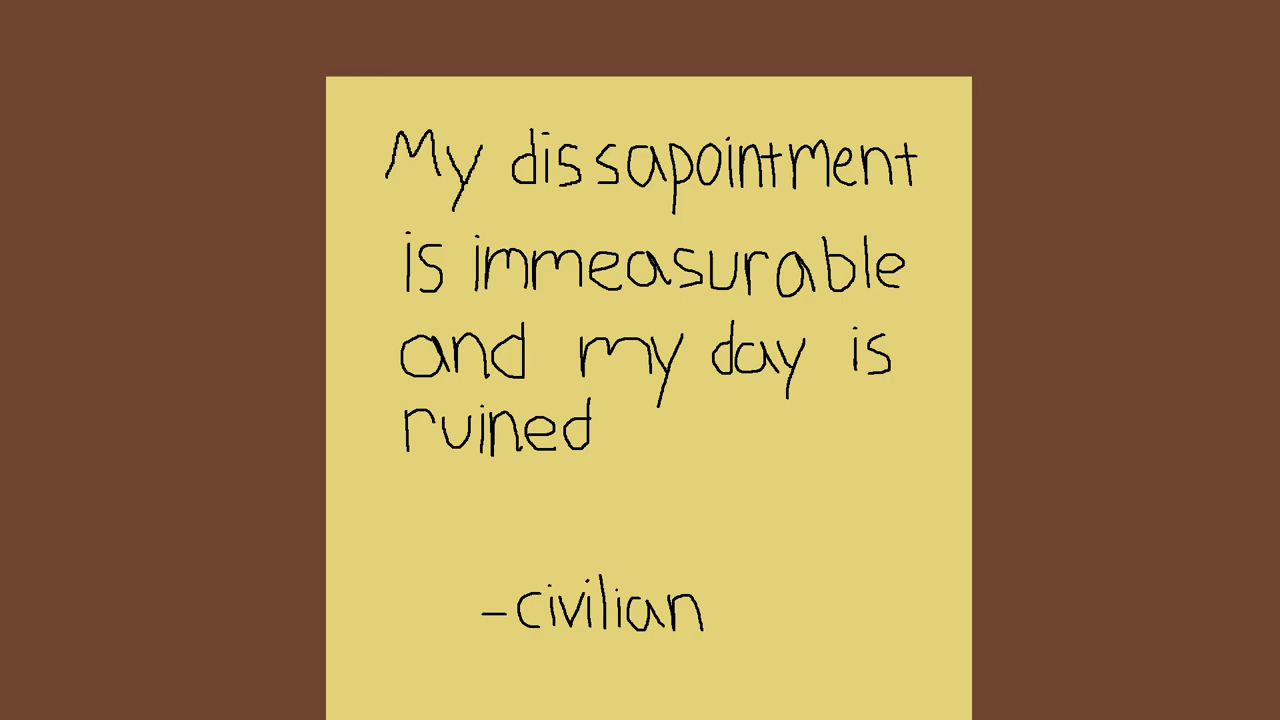 My dissapointment
is immeasurable
and my day is
ruined
-civilian